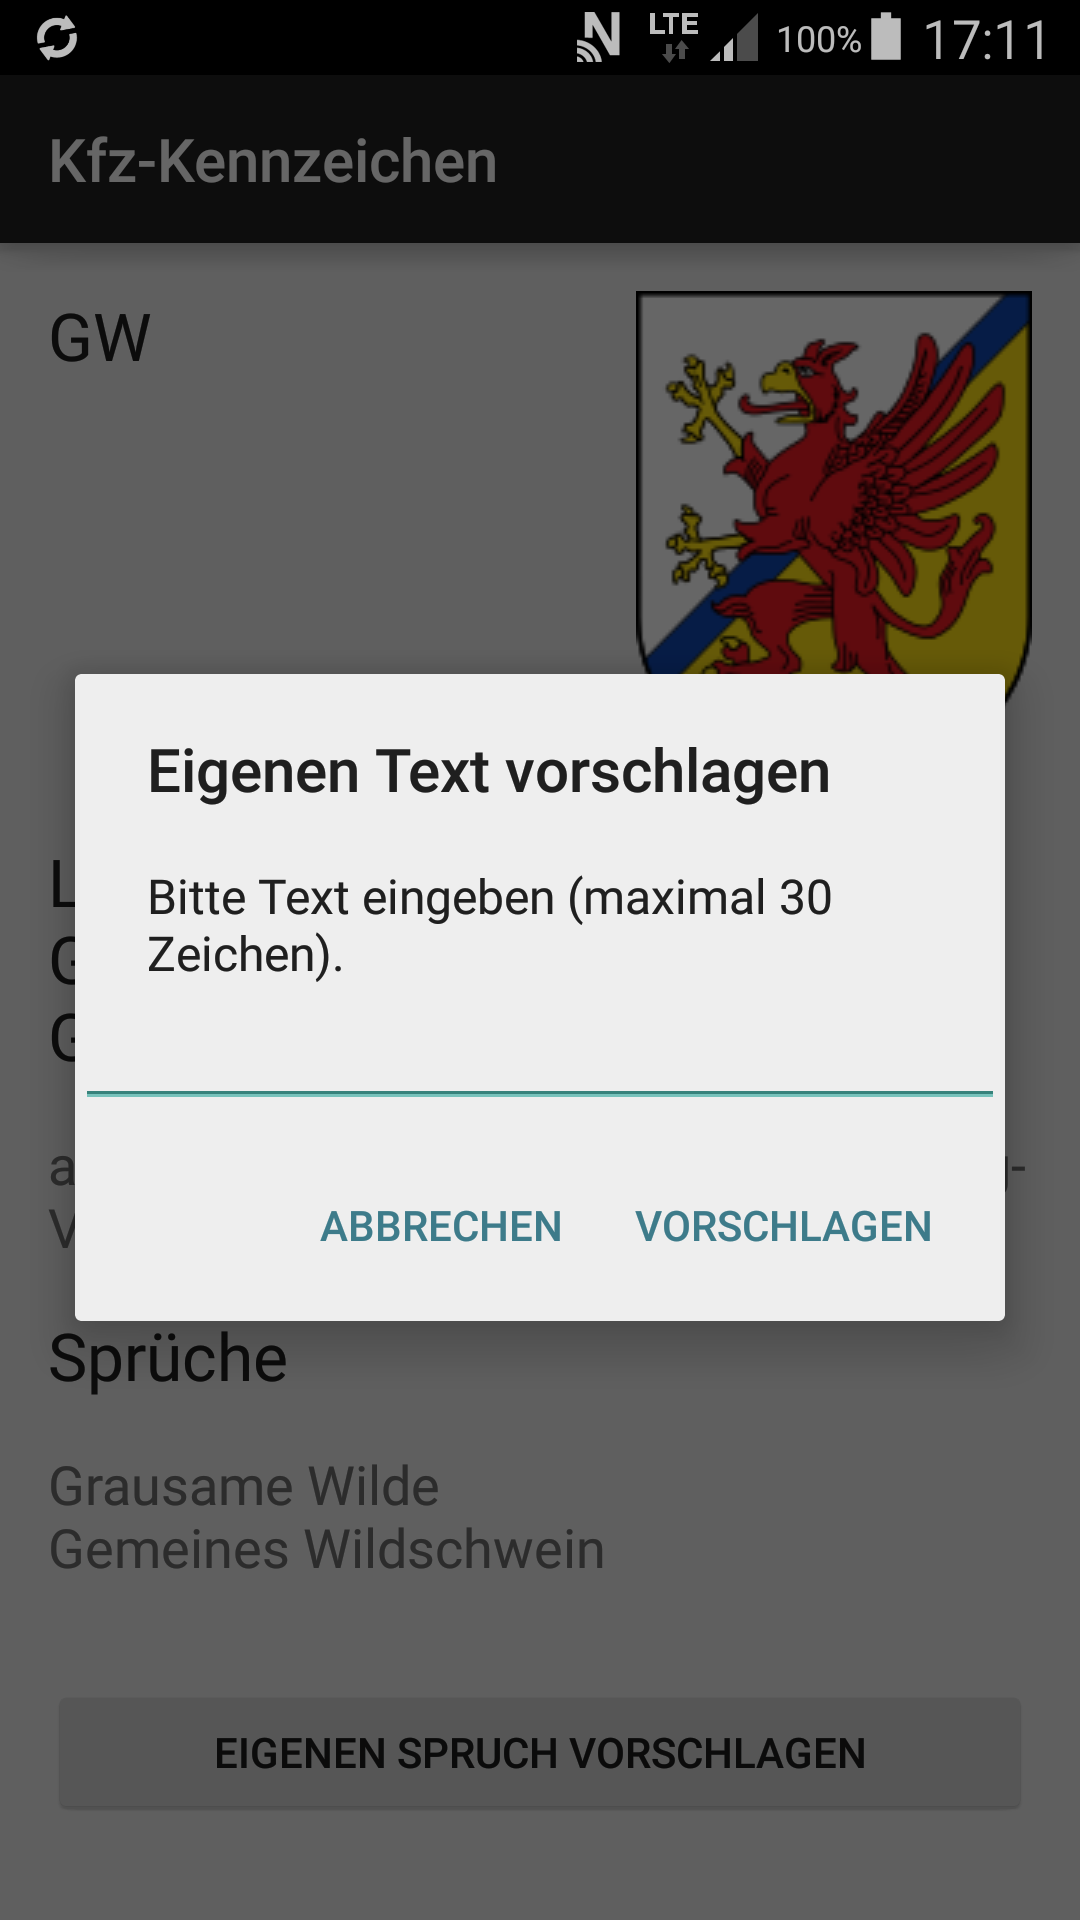 LTE 100% 17:11
Kfz-Kennzeichen
GW
Eigenen Text vorschlagen
Bitte Text eingeben (maximal 30
Zeichen).
ABBRECHEN VORSCHLAGEN
Sprüche
Grausame Wilde
Gemeines Wildschwein
EIGENEN SPRUCH VORSCHLAGEN